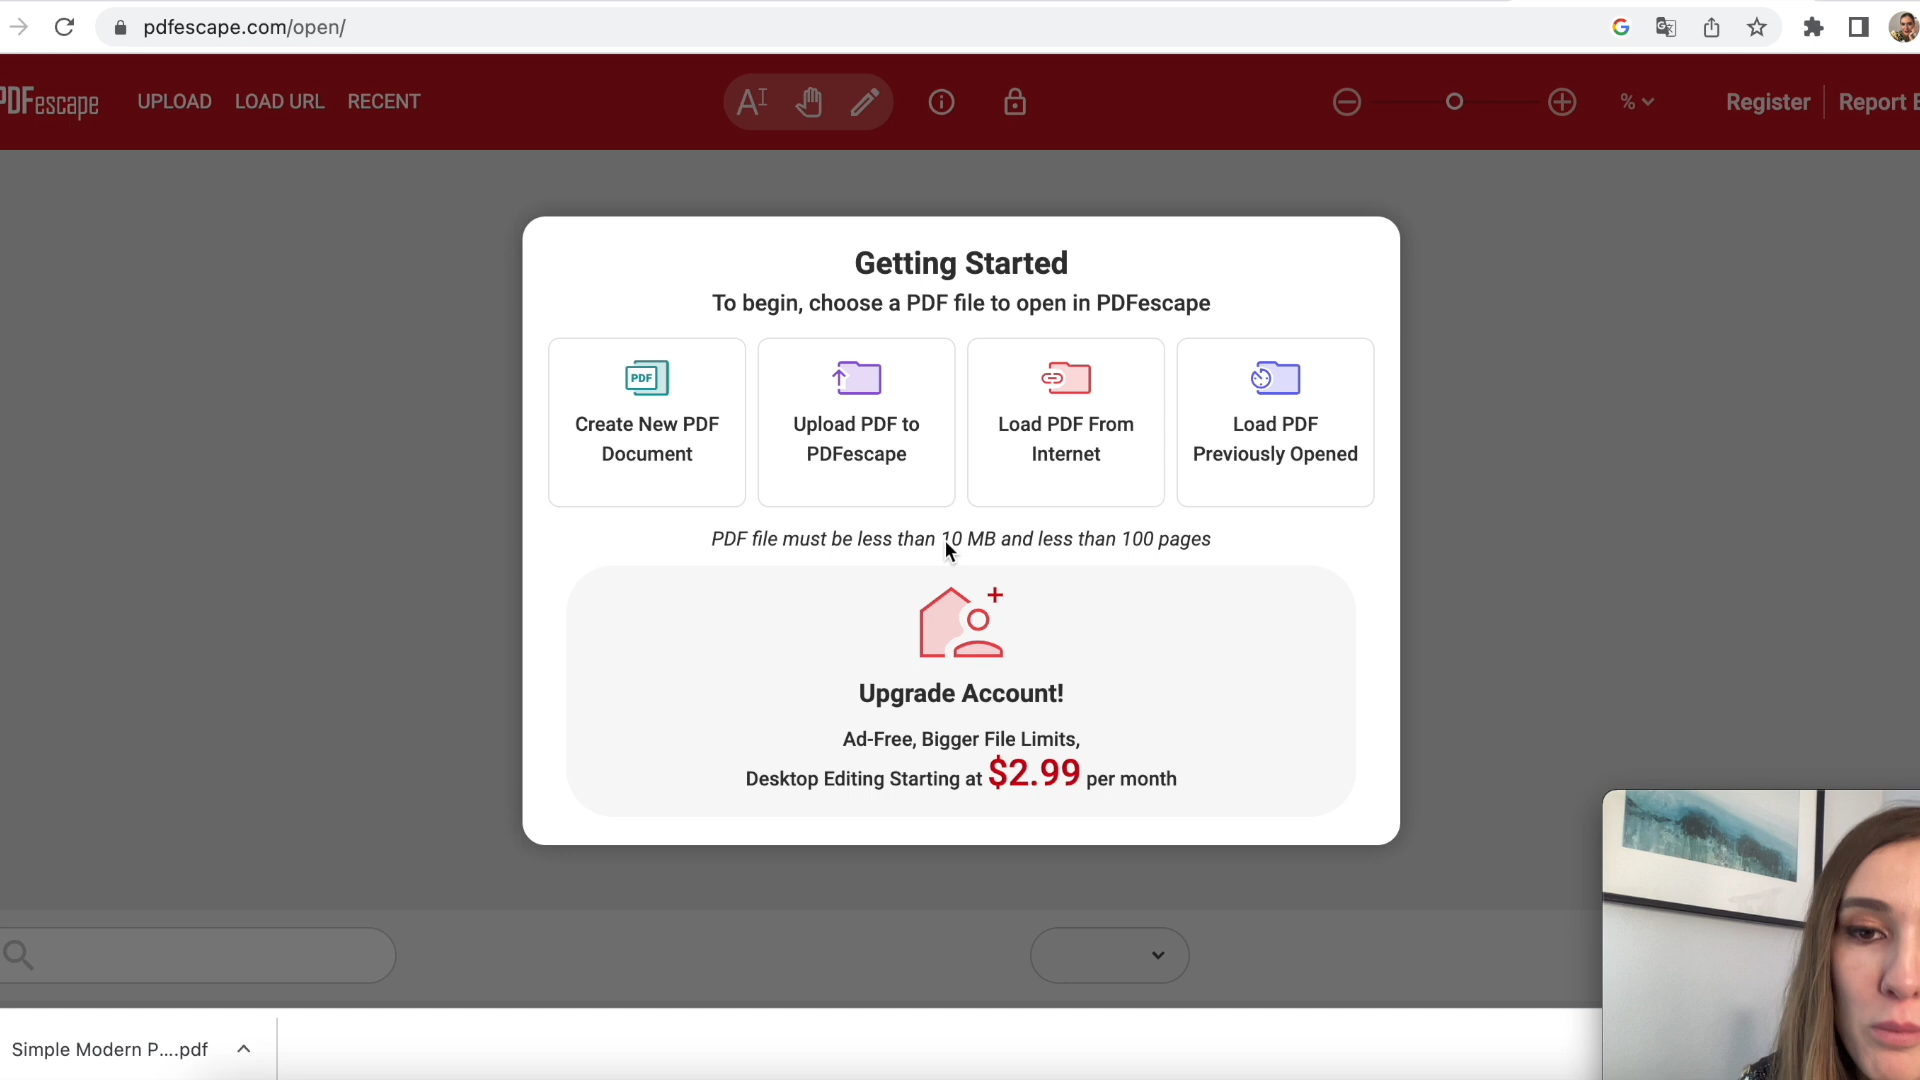 pdfescape.com/open/
PDFescape UPLOAD LOAD URL RECENT
% Register Report
Getting Started
To begin, choose a PDF file to open in PDFescape
PDF
Create New PDF
Document
Upload PDF to
PDFescape
Load PDF From
Internet
Load PDF
Previously Opened
PDF file must be less than 10 MB and less than 100 pages
Upgrade Account!
Ad-Free, Bigger File Limits,
Desktop Editing Starting at $2.99 per month
Simple Modern P....pdf